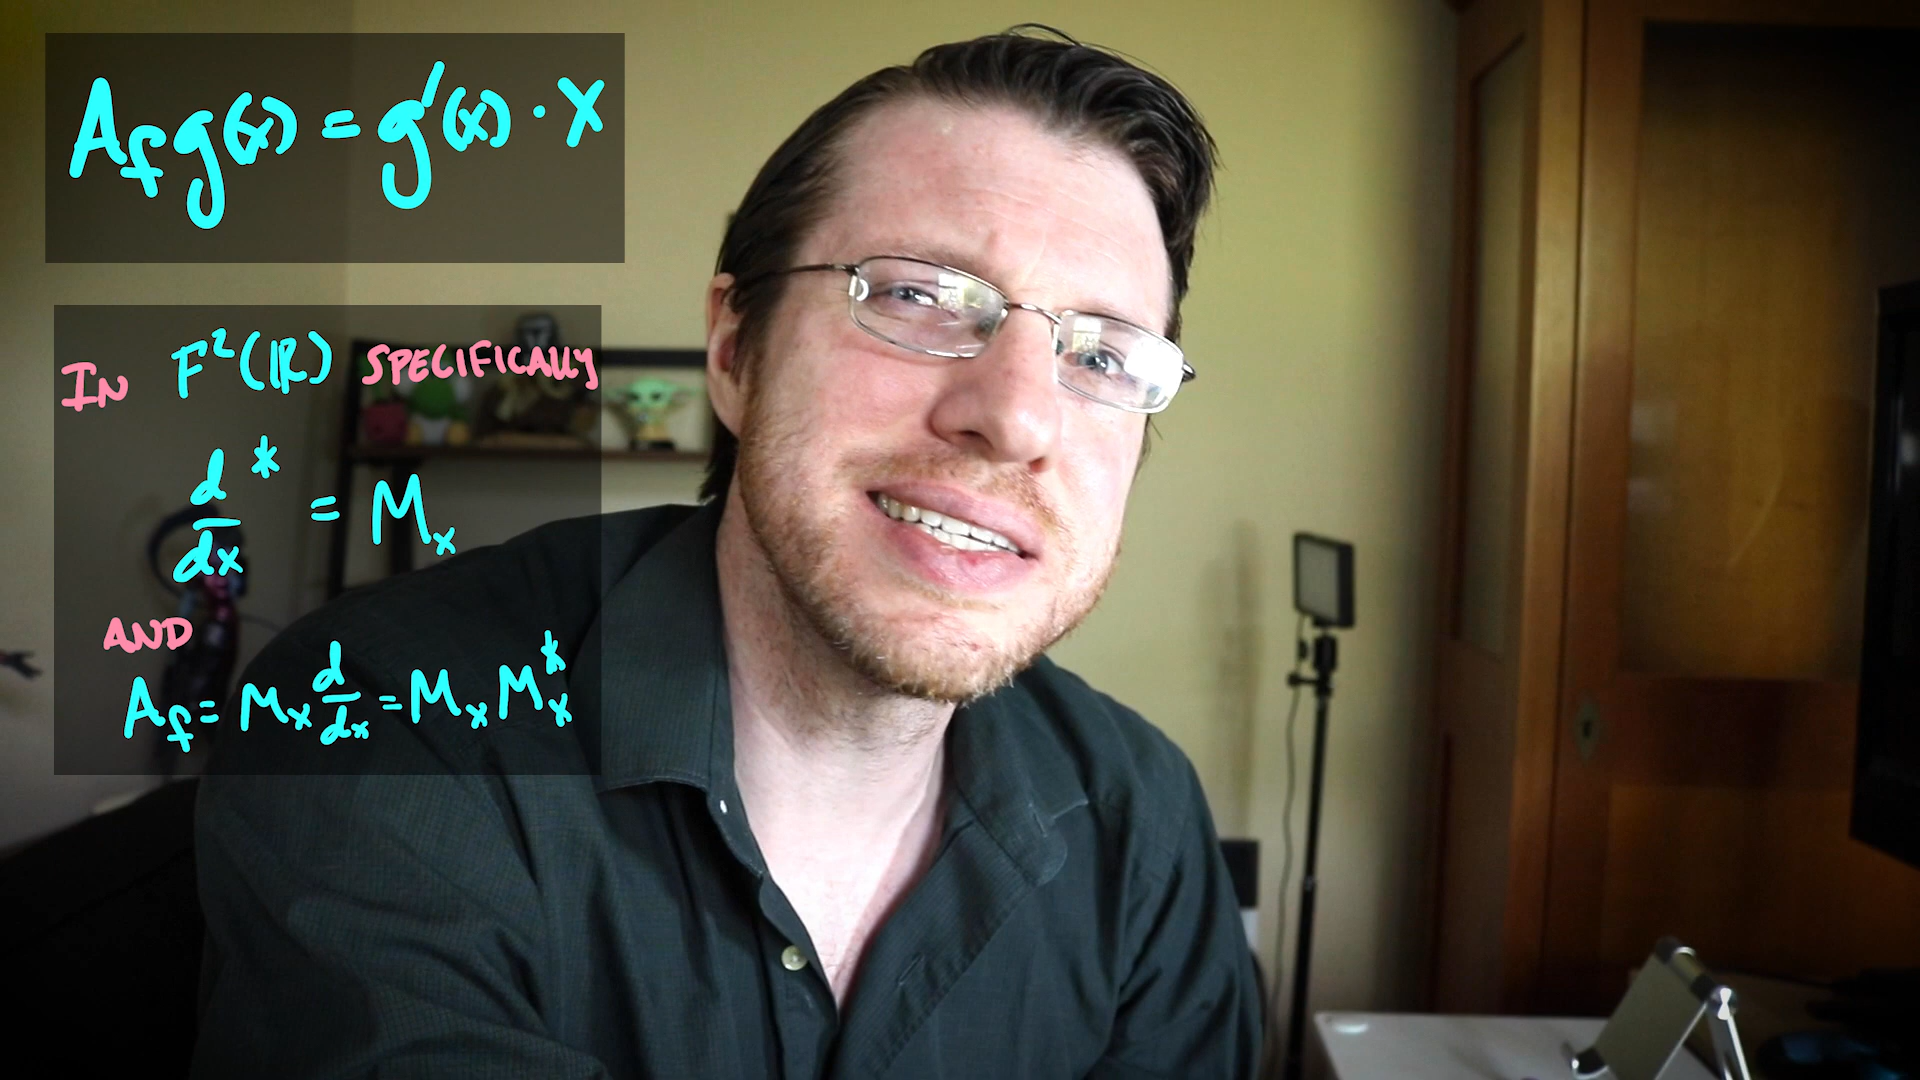 A_f g(x) = g'(x) · x
IN F²(ℝ) SPECIFICALLY
d/dx * = M_x
AND
A_f = M_x d/dx = M_x M_x*